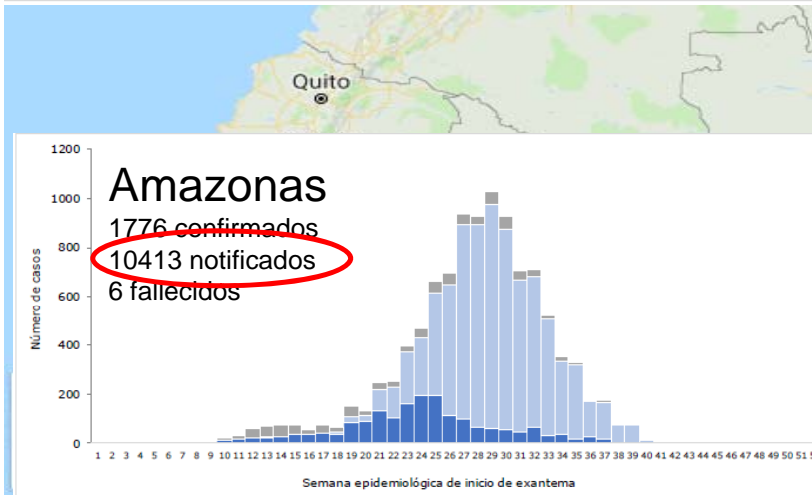 Quito
1200
Amazonas
1000
1776 confirmados
800
10413 notificados
600
6 fallecidos
400
200
0
Número de casos
1 2 3 4 5 6 7 8 9 10 11 12 13 14 15 16 17 18 19 20 21 22 23 24 25 26 27 28 29 30 31 32 33 34 35 36 37 38 39 40 41 42 43 44 45 46 47 48 49 50 51
Semana epidemiológica de inicio de exantema